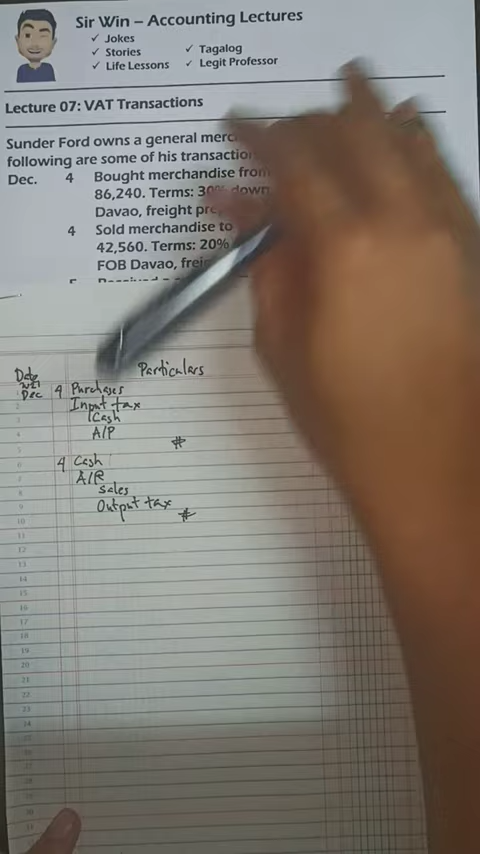 Sir Win – Accounting Lectures
✓ Jokes
✓ Stories
✓ Life Lessons
✓ Tagalog
✓ Legit Professor
Lecture 07: VAT Transactions
Sunder Ford owns a general merc
following are some of his transaction
Dec. 4 Bought merchandise from
86,240. Terms: 30% down
Davao, freight pre
4 Sold merchandise to
42,560. Terms: 20%
FOB Davao, frei
Date Particulars
Dec 4 Purchases
Input tax
Cash
A/P
#
4 Cash
A/R
Sales
Output tax #